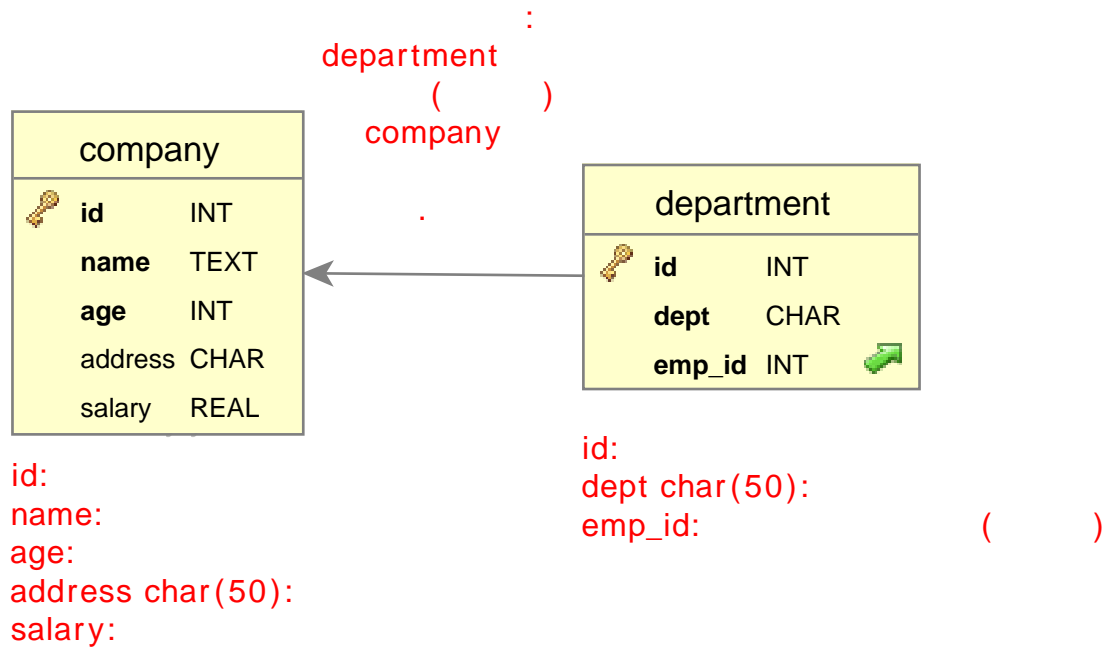 :
department
( )
company
.
company
id INT
name TEXT
age INT
address CHAR
salary REAL
department
id INT
dept CHAR
emp_id INT
id:
name:
age:
address char(50):
salary:
id:
dept char(50):
emp_id: ( )